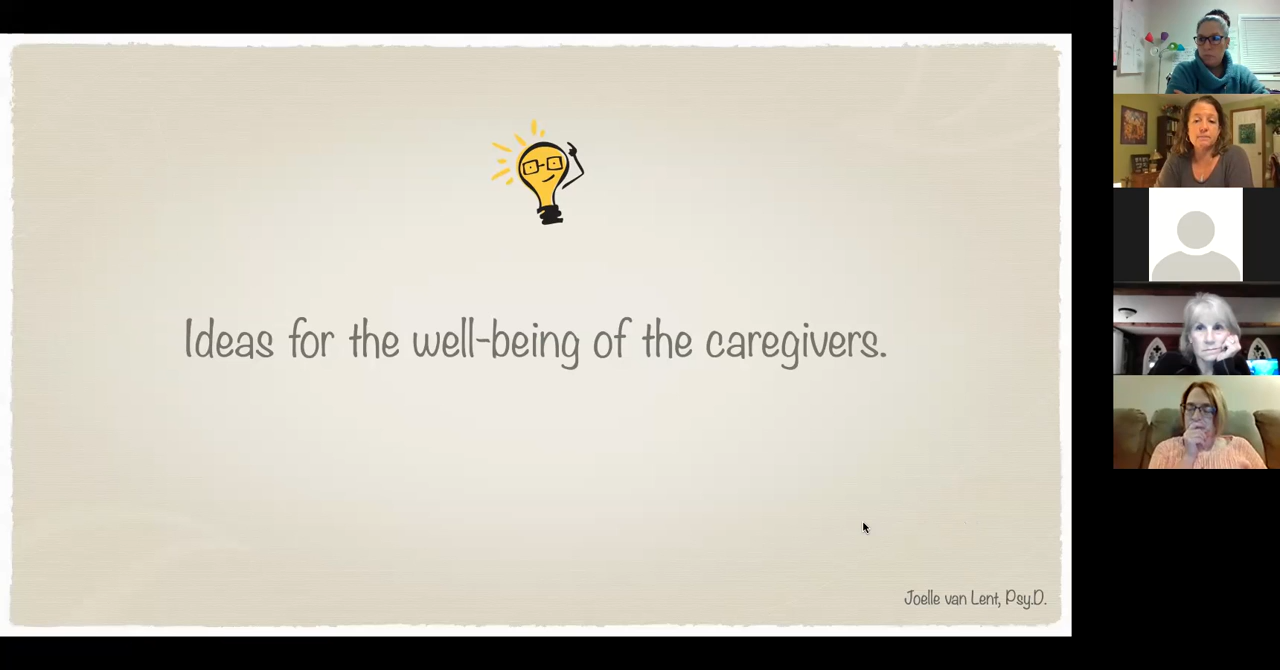 Ideas for the well-being of the caregivers.
Joelle van Lent, Psy.D.